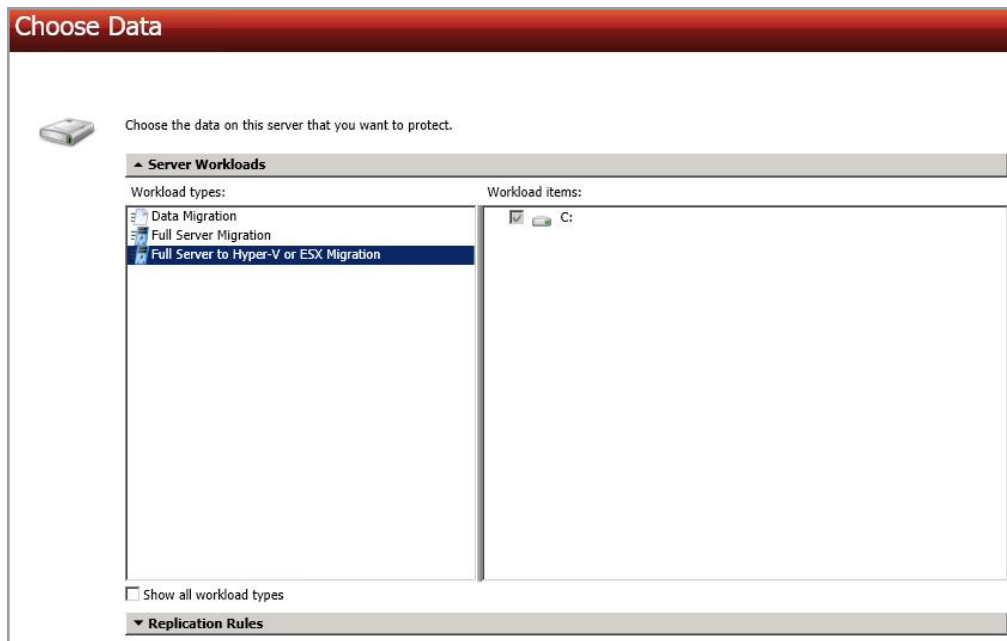 Choose Data
Choose the data on this server that you want to protect.
Server Workloads
Workload types:
Workload items:
Data Migration
C:
Full Server Migration
Full Server to Hyper-V or ESX Migration
Show all workload types
Replication Rules